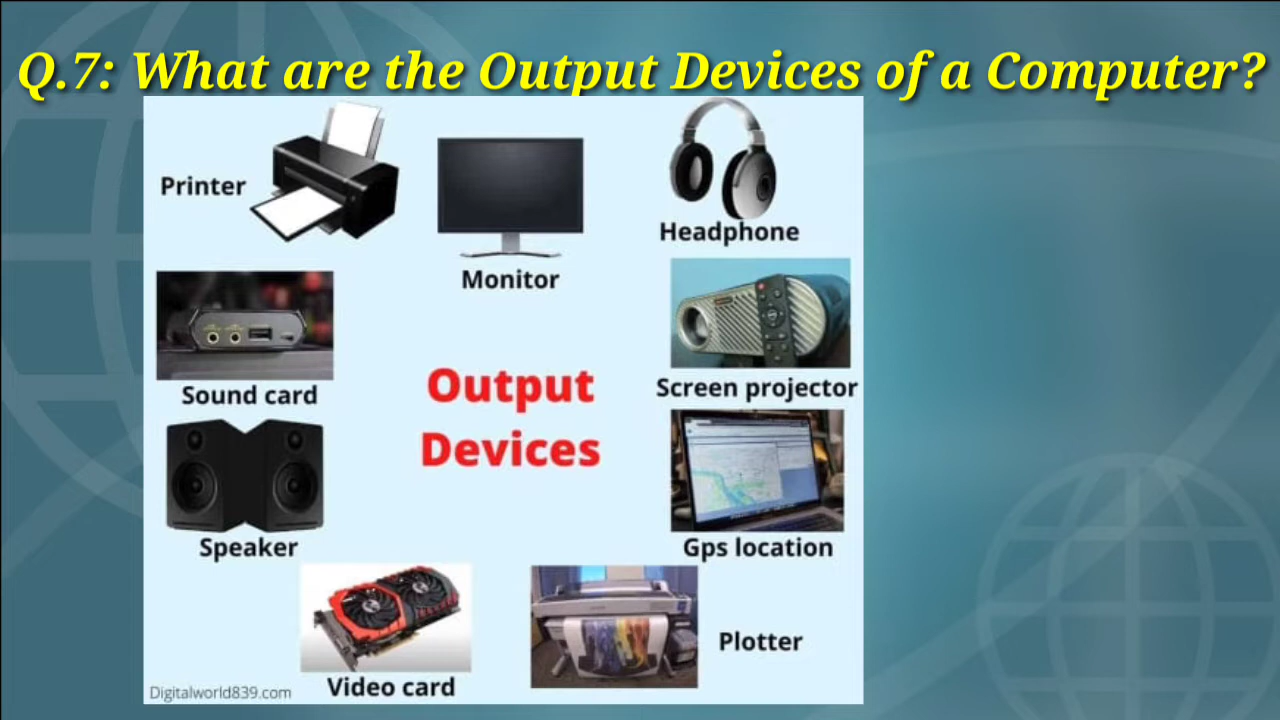 Q.7: What are the Output Devices of a Computer?
Printer
Monitor
Headphone
Sound card
Screen projector
Output
Devices
Speaker
Gps location
Video card
Plotter
Digitalworld839.com